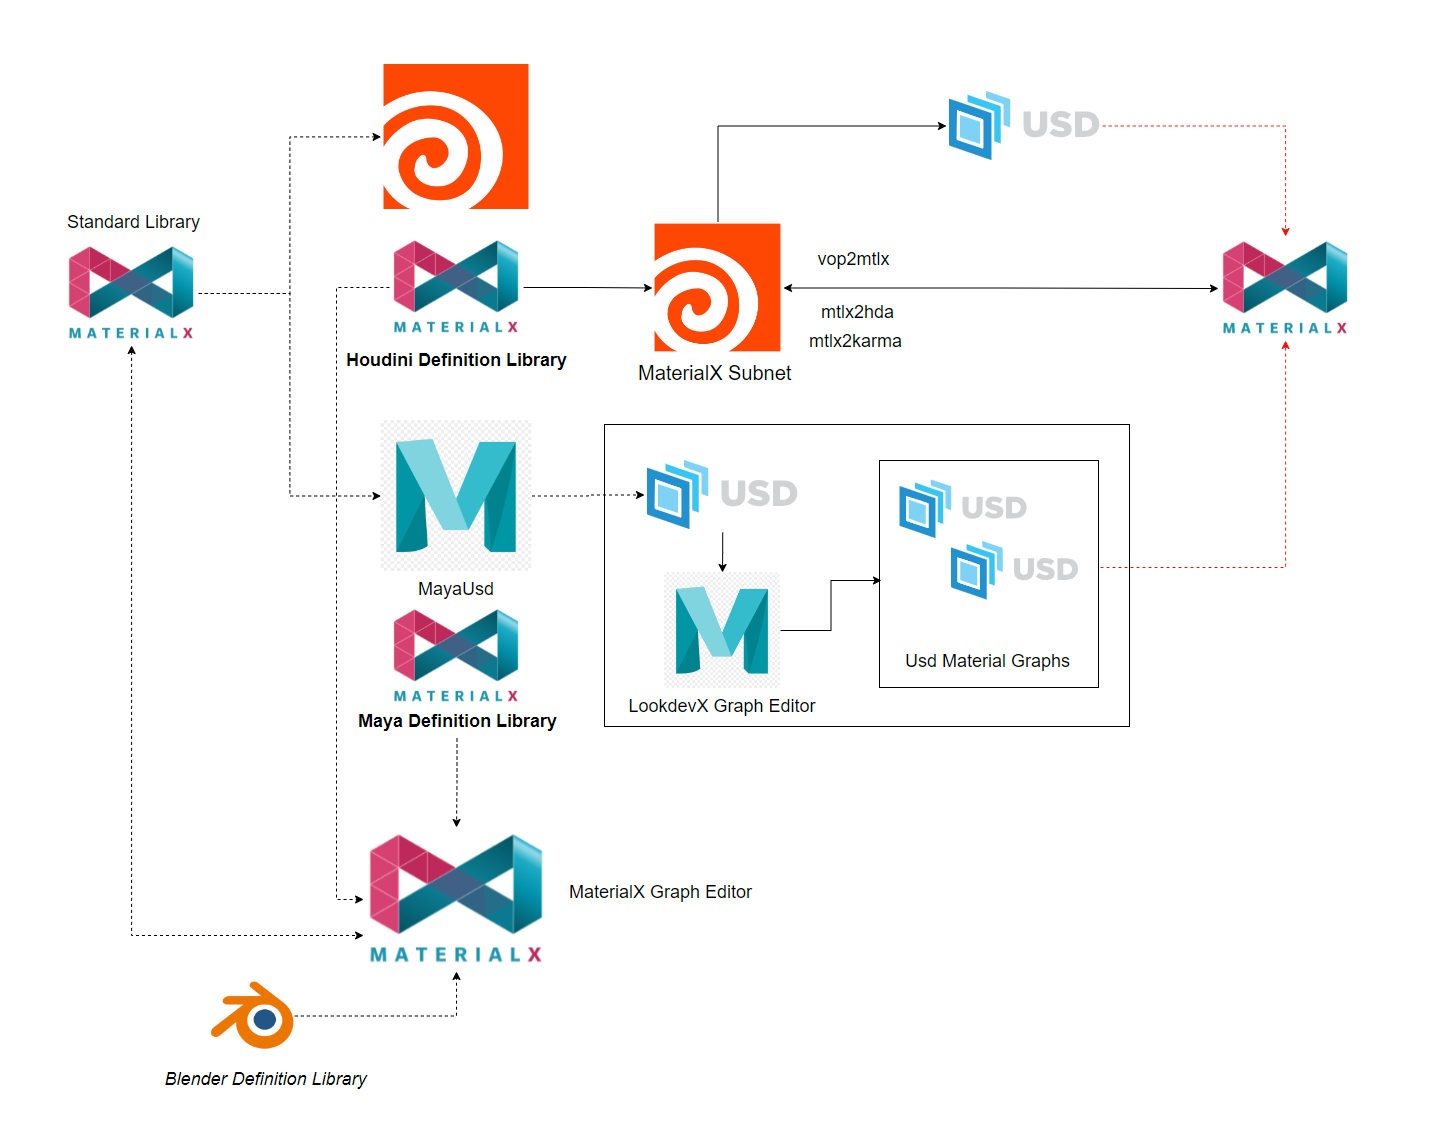 USD
Standard Library
MATERIALX
MATERIALX
Houdini Definition Library
vop2mtlx
mtlx2hda
mtlx2karma
MaterialX Subnet
MATERIALX
MayaUsd
MATERIALX
Maya Definition Library
USD
LookdevX Graph Editor
USD
USD
Usd Material Graphs
MATERIALX
MaterialX Graph Editor
Blender Definition Library